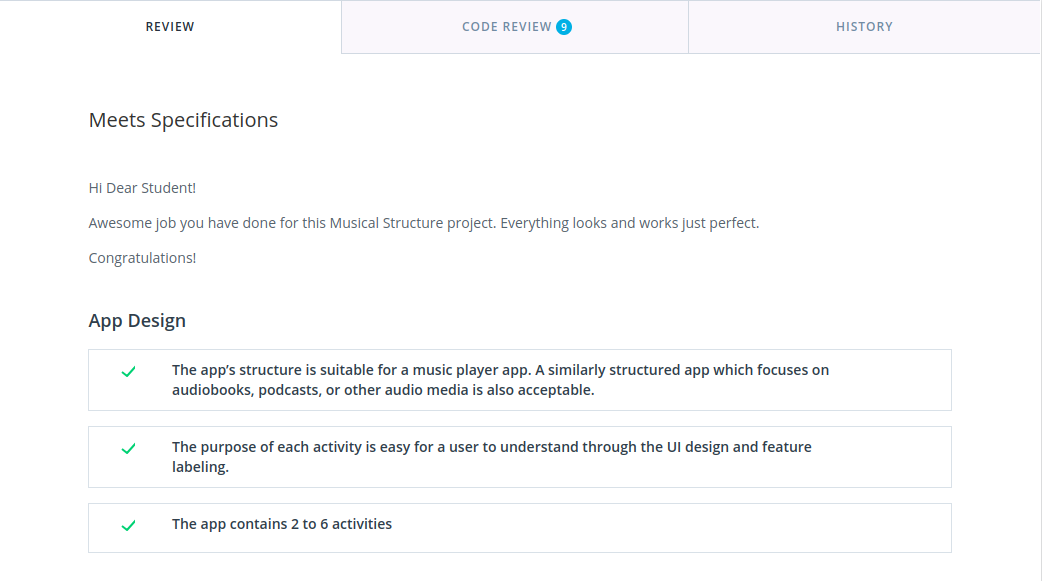 REVIEW
CODE REVIEW 9
HISTORY
Meets Specifications
Hi Dear Student!
Awesome job you have done for this Musical Structure project. Everything looks and works just perfect.
Congratulations!
App Design
The app’s structure is suitable for a music player app. A similarly structured app which focuses on
audiobooks, podcasts, or other audio media is also acceptable.
The purpose of each activity is easy for a user to understand through the UI design and feature
labeling.
The app contains 2 to 6 activities